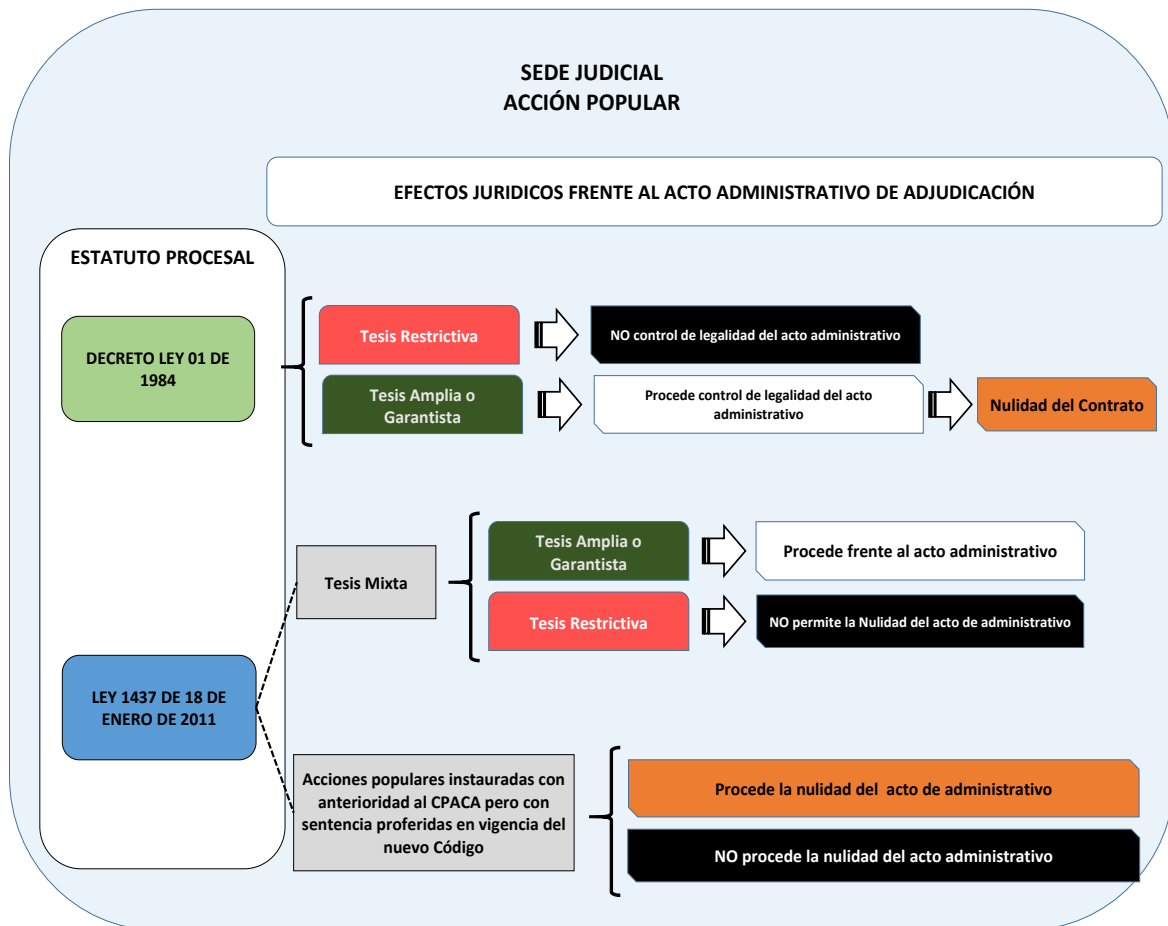 SEDE JUDICIAL
ACCIÓN POPULAR
EFECTOS JURIDICOS FRENTE AL ACTO ADMINISTRATIVO DE ADJUDICACIÓN
ESTATUTO PROCESAL
DECRETO LEY 01 DE
1984
Tesis Restrictiva
NO control de legalidad del acto administrativo
Tesis Amplia o
Garantista
Procede control de legalidad del acto
administrativo
Nulidad del Contrato
Tesis Mixta
Tesis Amplia o
Garantista
Procede frente al acto administrativo
Tesis Restrictiva
NO permite la Nulidad del acto de administrativo
LEY 1437 DE 18 DE
ENERO DE 2011
Acciones populares instauradas con
anterioridad al CPACA pero con
sentencia proferidas en vigencia del
nuevo Código
Procede la nulidad del acto de administrativo
NO procede la nulidad del acto administrativo